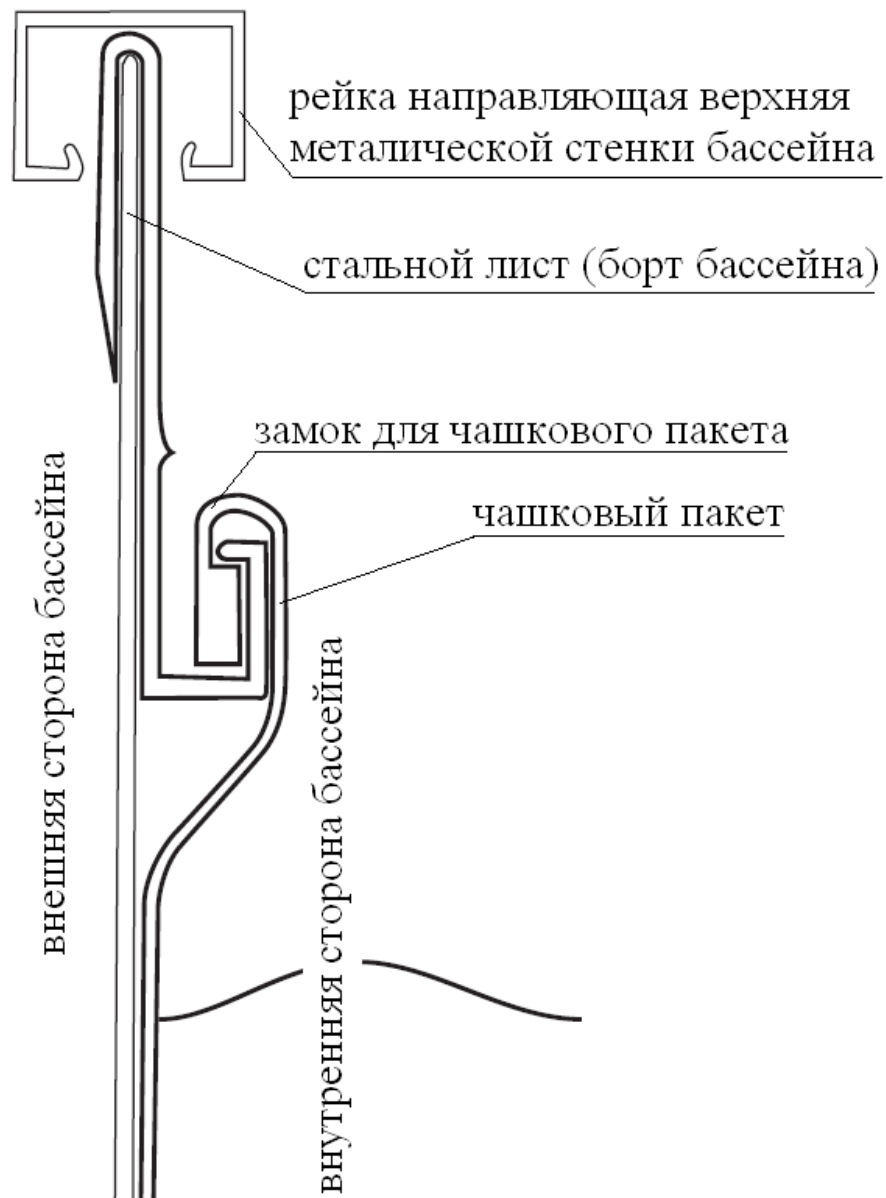 рейка направляющая верхняя
металической стенки бассейна
стальной лист (борт бассейна)
замок для чашкового пакета
чашковый пакет
внешняя сторона бассейна
внутренняя сторона бассейна